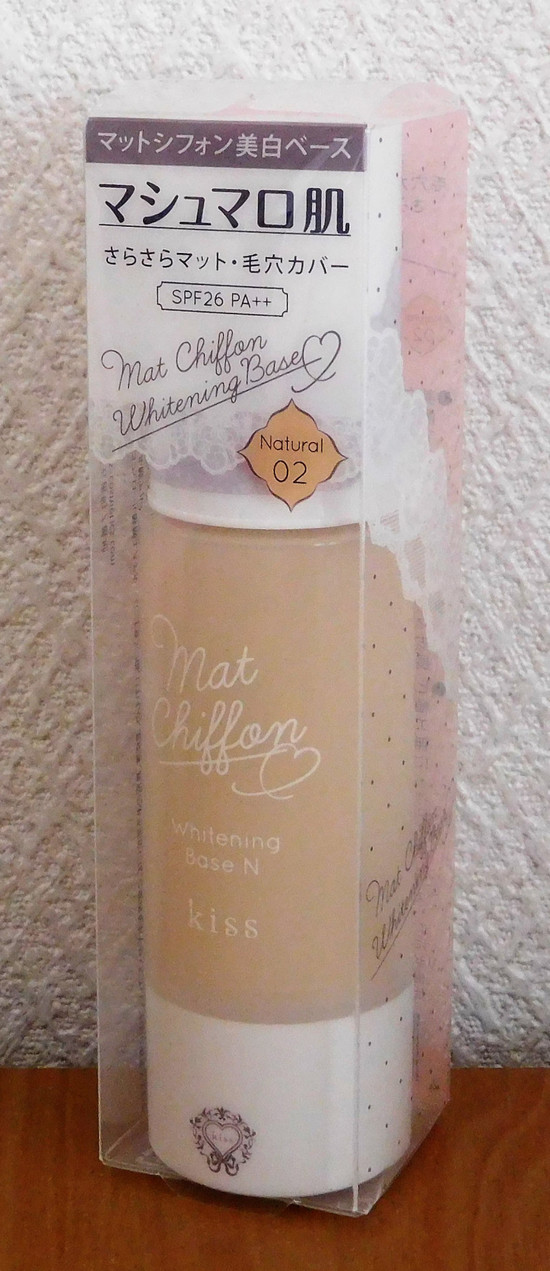 マットシフォン美白ベース
マシュマロ肌
さらさらマット・毛穴カバー
SPF26 PA++
Mat Chiffon
Whitening Base
Natural
02
Mat
Chiffon
Whitening
Base N
kiss
kiss
Mat